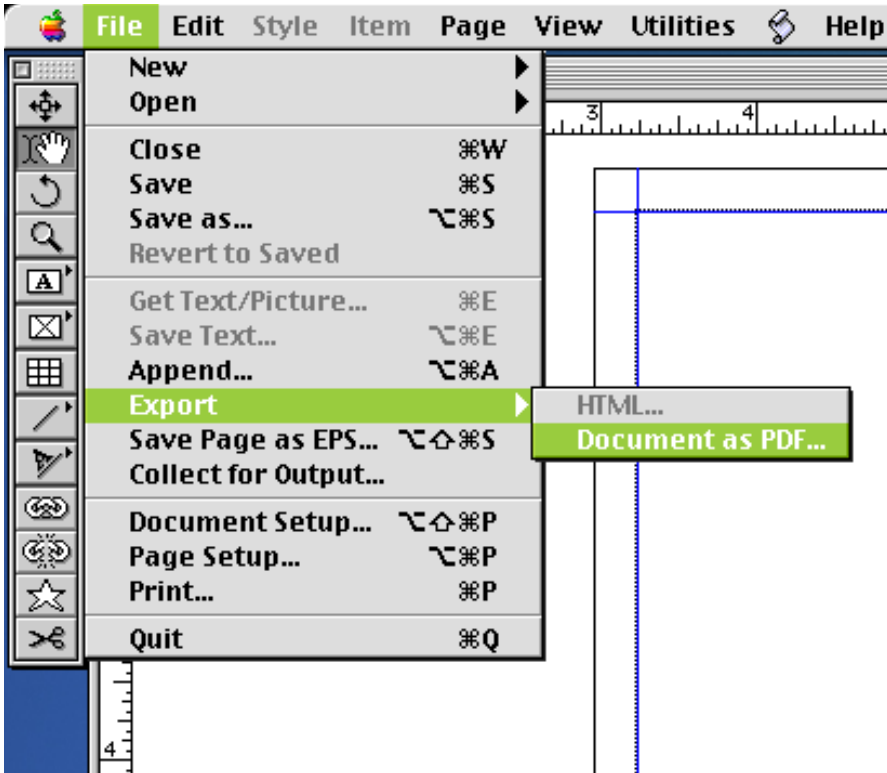 File Edit Style Item Page View Utilities Help
New
Open
3 4
Close ⌘W
Save ⌘S
Save as... ⌥⌘S
Revert to Saved
A
Get Text/Picture... ⌘E
Save Text... ⌥⌘E
Append... ⌥⌘A
Export HTML...
Save Page as EPS... ⌥⇧⌘S Document as PDF...
Collect for Output...
Document Setup... ⌥⇧⌘P
Page Setup... ⌥⌘P
Print... ⌘P
Quit ⌘Q
4